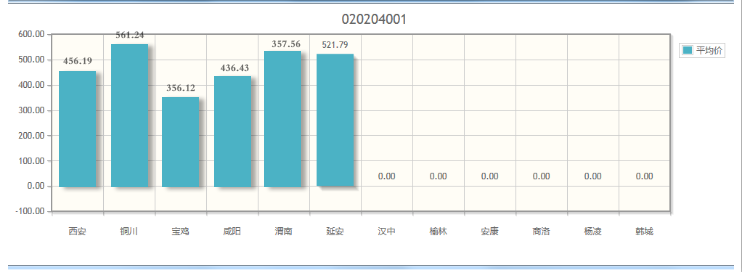 020204001
600.00
500.00
400.00
300.00
200.00
100.00
0.00
-100.00
456.19
561.24
356.12
436.43
357.56
521.79
0.00
0.00
0.00
0.00
0.00
0.00
西安
铜川
宝鸡
咸阳
渭南
延安
汉中
榆林
安康
商洛
杨凌
韩城
平均价